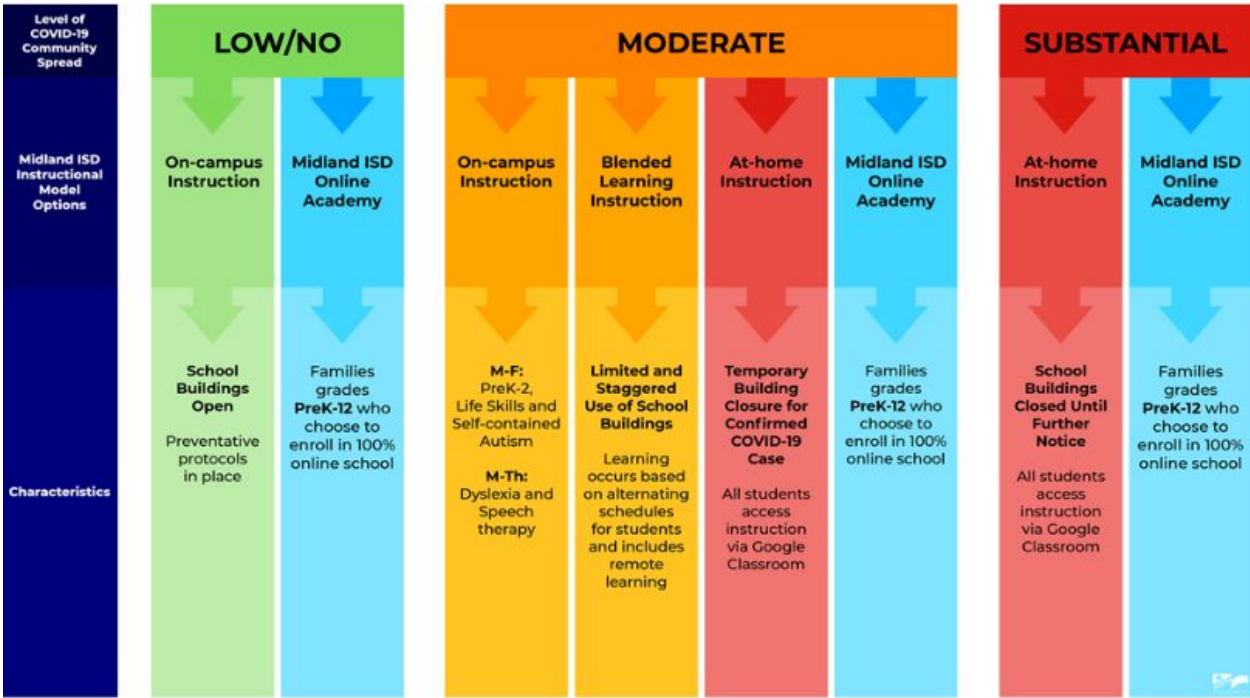 Level of
COVID-19
Community
Spread
LOW/NO
MODERATE
SUBSTANTIAL
Midland ISD
Instructional
Model
Options
On-campus
Instruction
Midland ISD
Online
Academy
On-campus
Instruction
Blended
Learning
Instruction
At-home
Instruction
Midland ISD
Online
Academy
At-home
Instruction
Midland ISD
Online
Academy
Characteristics
School
Buildings
Open
Preventative
protocols
in place
Families
grades
PreK-12 who
choose to
enroll in 100%
online school
M-F:
PreK-2,
Life Skills and
Self-contained
Autism
M-Th:
Dyslexia and
Speech
therapy
Limited and
Staggered
Use of School
Buildings
Learning
occurs based
on alternating
schedules
for students
and includes
remote
learning
Temporary
Building
Closure for
Confirmed
COVID-19
Case
All students
access
instruction
via Google
Classroom
Families
grades
PreK-12 who
choose to
enroll in 100%
online school
School
Buildings
Closed Until
Further
Notice
All students
access
instruction
via Google
Classroom
Families
grades
PreK-12 who
choose to
enroll in 100%
online school